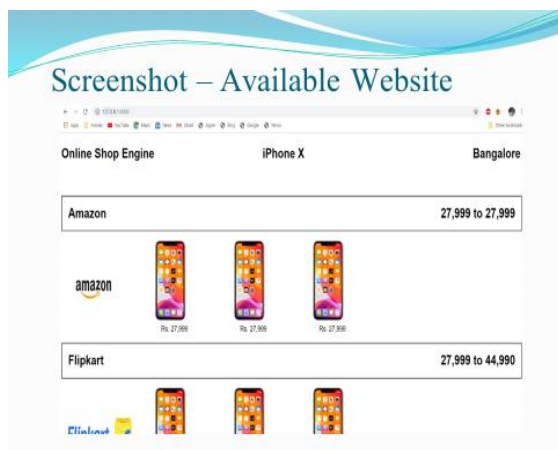 Screenshot – Available Website
Online Shop Engine iPhone X Bangalore
Amazon 27,999 to 27,999
amazon
Rs. 27,999 Rs. 27,999 Rs. 27,999
Flipkart 27,999 to 44,990
Flipkart